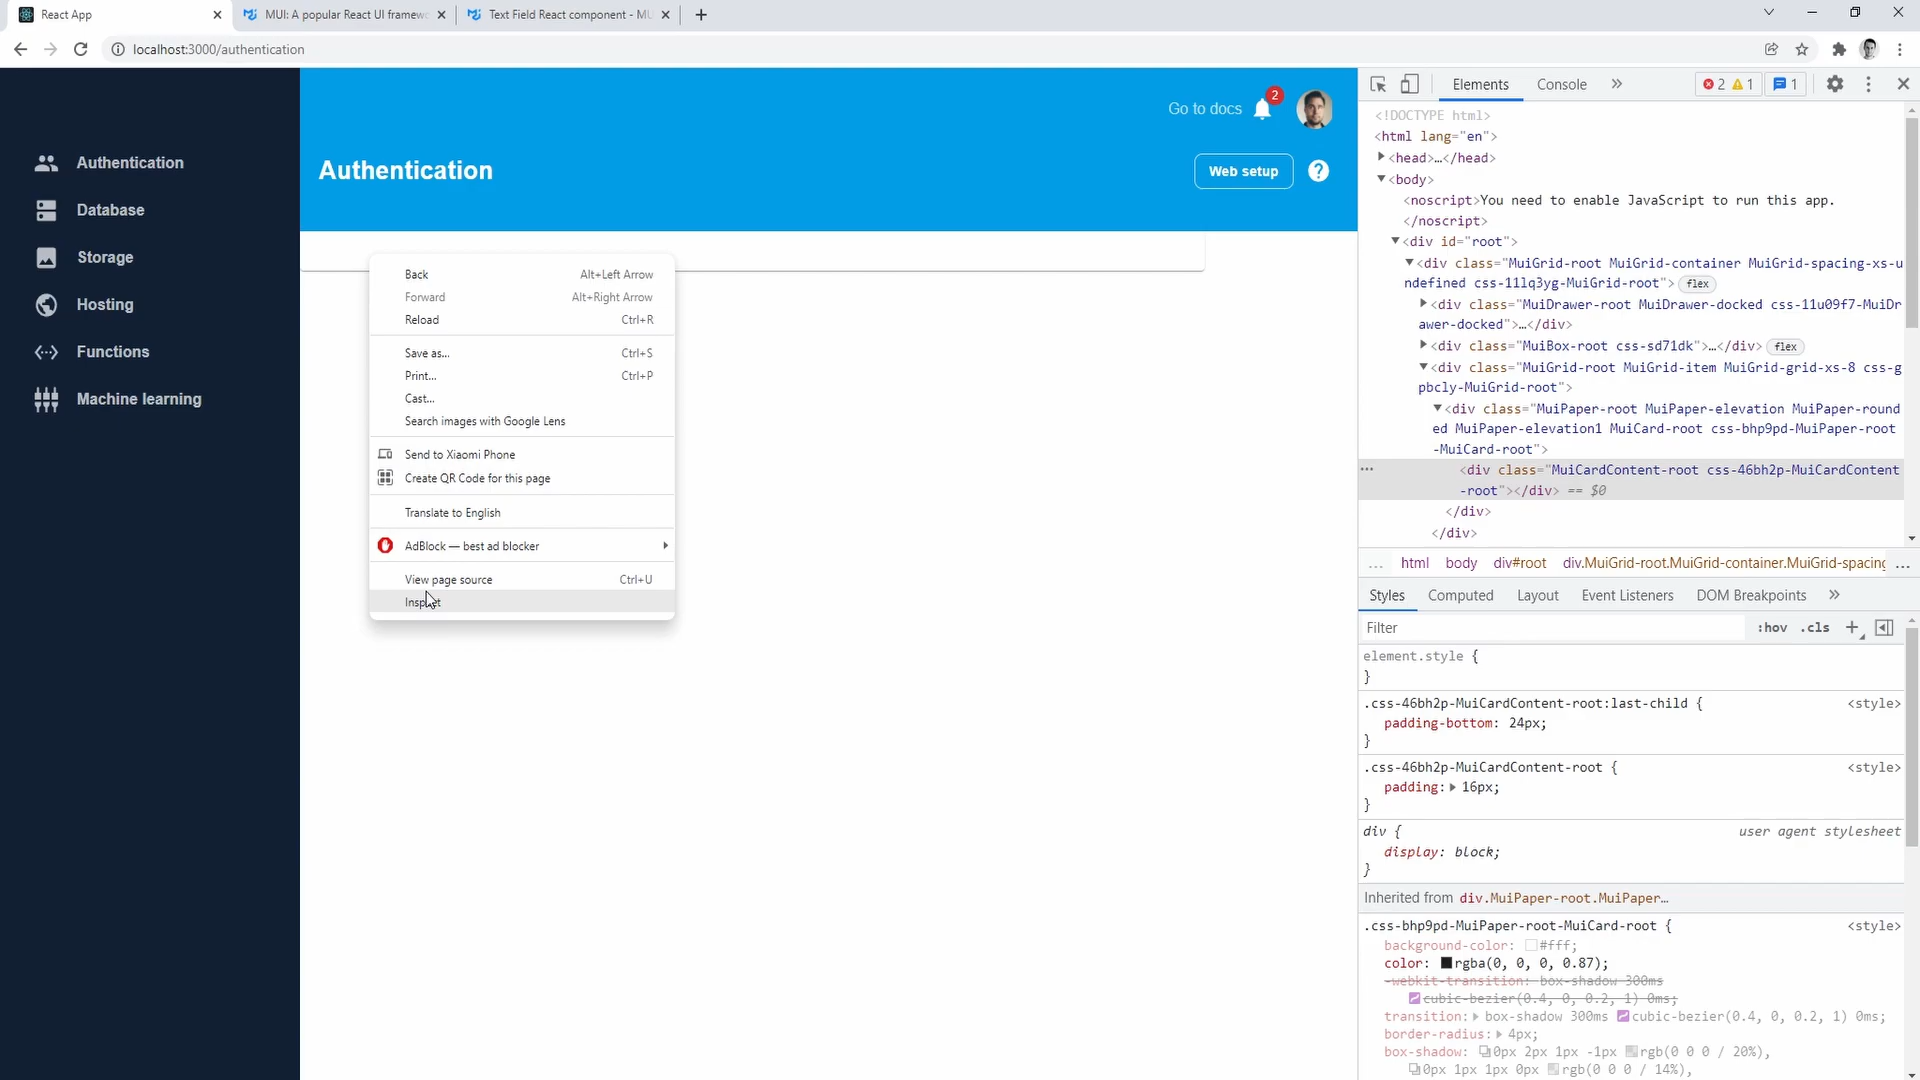 React App
MUI: A popular React UI framew
Text Field React component - MU
localhost:3000/authentication
Authentication
Database
Storage
Hosting
Functions
Machine learning
Go to docs
2
Authentication
Web setup
?
Back Alt+Left Arrow
Forward Alt+Right Arrow
Reload Ctrl+R
Save as... Ctrl+S
Print... Ctrl+P
Cast...
Search images with Google Lens
Send to Xiaomi Phone
Create QR Code for this page
Translate to English
AdBlock — best ad blocker
View page source Ctrl+U
Inspect
Elements Console » 2 1 1
<!DOCTYPE html>
<html lang="en">
<head>…</head>
<body>
<noscript>You need to enable JavaScript to run this app.
</noscript>
<div id="root">
<div class="MuiGrid-root MuiGrid-container MuiGrid-spacing-xs-u
ndefined css-11lq3yg-MuiGrid-root"> flex
<div class="MuiDrawer-root MuiDrawer-docked css-11u09f7-MuiDr
awer-docked">…</div>
<div class="MuiBox-root css-sd71dk">…</div> flex
<div class="MuiGrid-root MuiGrid-item MuiGrid-grid-xs-8 css-g
pbcly-MuiGrid-root">
<div class="MuiPaper-root MuiPaper-elevation MuiPaper-round
ed MuiPaper-elevation1 MuiCard-root css-bhp9pd-MuiPaper-root
-MuiCard-root">
<div class="MuiCardContent-root css-46bh2p-MuiCardContent
-root"></div> == $0
</div>
</div>
... html body div#root div.MuiGrid-root.MuiGrid-container.MuiGrid-spacing ...
Styles Computed Layout Event Listeners DOM Breakpoints »
Filter :hov .cls +
element.style {
}
.css-46bh2p-MuiCardContent-root:last-child { <style>
padding-bottom: 24px;
}
.css-46bh2p-MuiCardContent-root { <style>
padding: 16px;
}
div { user agent stylesheet
display: block;
}
Inherited from div.MuiPaper-root.MuiPaper…
.css-bhp9pd-MuiPaper-root-MuiCard-root { <style>
background-color: #fff;
color: rgba(0, 0, 0, 0.87);
-webkit-transition: box-shadow 300ms
cubic-bezier(0.4, 0, 0.2, 1) 0ms;
transition: box-shadow 300ms cubic-bezier(0.4, 0, 0.2, 1) 0ms;
border-radius: 4px;
box-shadow: 0px 2px 1px -1px rgb(0 0 0 / 20%),
0px 1px 1px 0px rgb(0 0 0 / 14%),